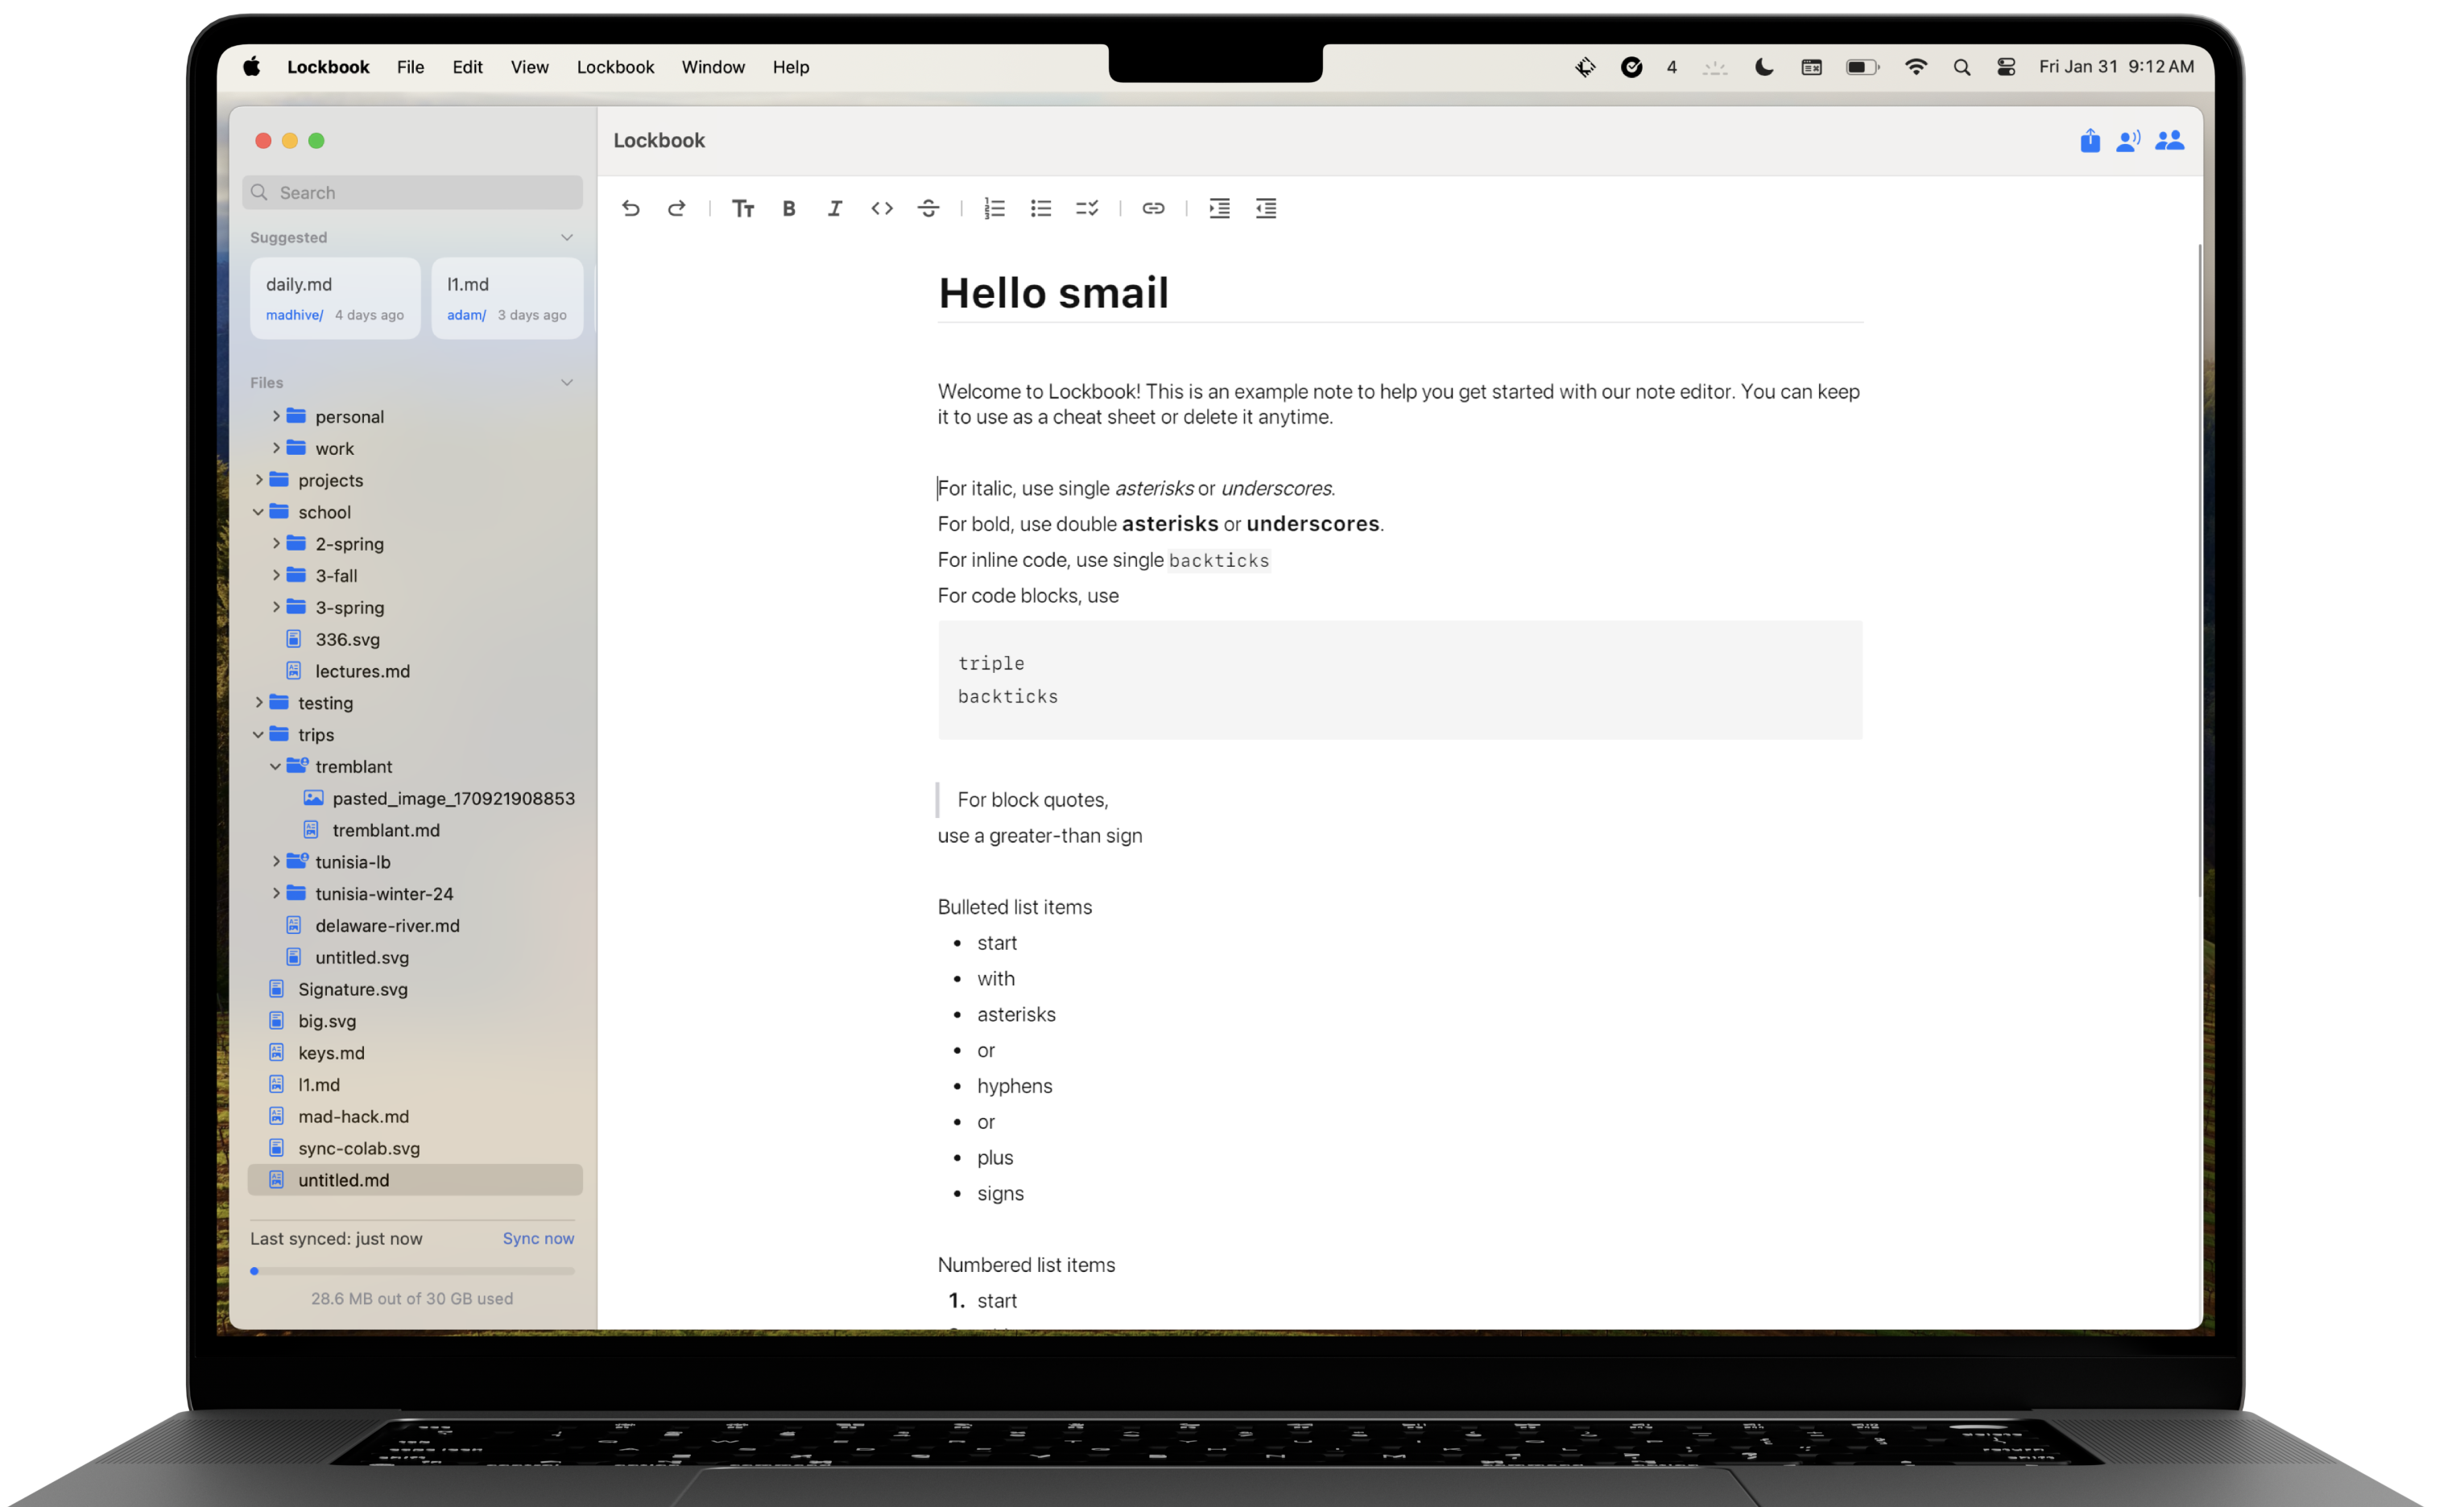 Lockbook File Edit View Lockbook Window Help
4 Fri Jan 31 9:12 AM
Lockbook
Search
Suggested
daily.md
madhive/ 4 days ago
l1.md
adam/ 3 days ago
Files
personal
work
projects
school
2-spring
3-fall
3-spring
336.svg
lectures.md
testing
trips
tremblant
pasted_image_170921908853
tremblant.md
tunisia-lb
tunisia-winter-24
delaware-river.md
untitled.svg
Signature.svg
big.svg
keys.md
l1.md
mad-hack.md
sync-colab.svg
untitled.md
Last synced: just now Sync now
28.6 MB out of 30 GB used
Hello smail
Welcome to Lockbook! This is an example note to help you get started with our note editor. You can keep
it to use as a cheat sheet or delete it anytime.
For italic, use single asterisks or underscores.
For bold, use double asterisks or underscores.
For inline code, use single backticks
For code blocks, use
triple
backticks
For block quotes,
use a greater-than sign
Bulleted list items
• start
• with
• asterisks
• or
• hyphens
• or
• plus
• signs
Numbered list items
1. start